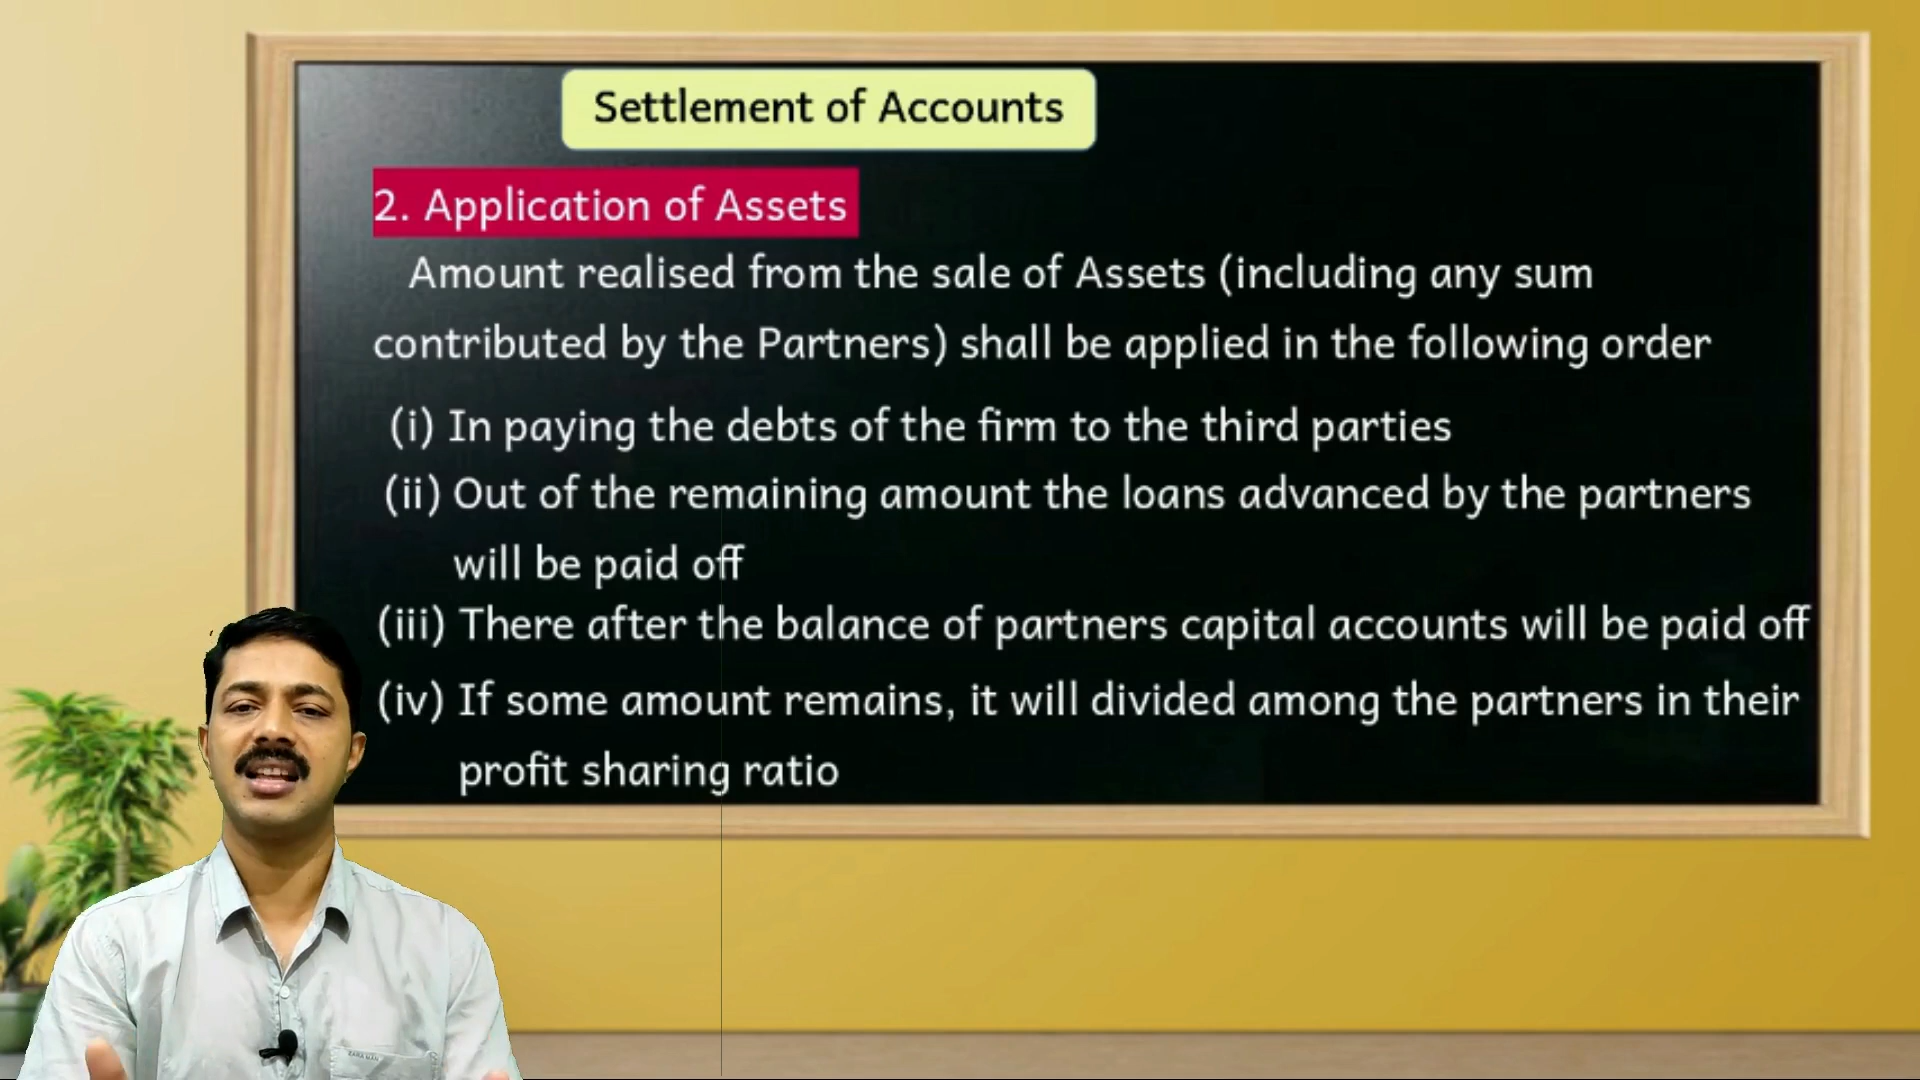 Settlement of Accounts
2. Application of Assets
Amount realised from the sale of Assets (including any sum
contributed by the Partners) shall be applied in the following order
(i) In paying the debts of the firm to the third parties
(ii) Out of the remaining amount the loans advanced by the partners
will be paid off
(iii) There after the balance of partners capital accounts will be paid off
(iv) If some amount remains, it will divided among the partners in their
profit sharing ratio
ZARA MAN